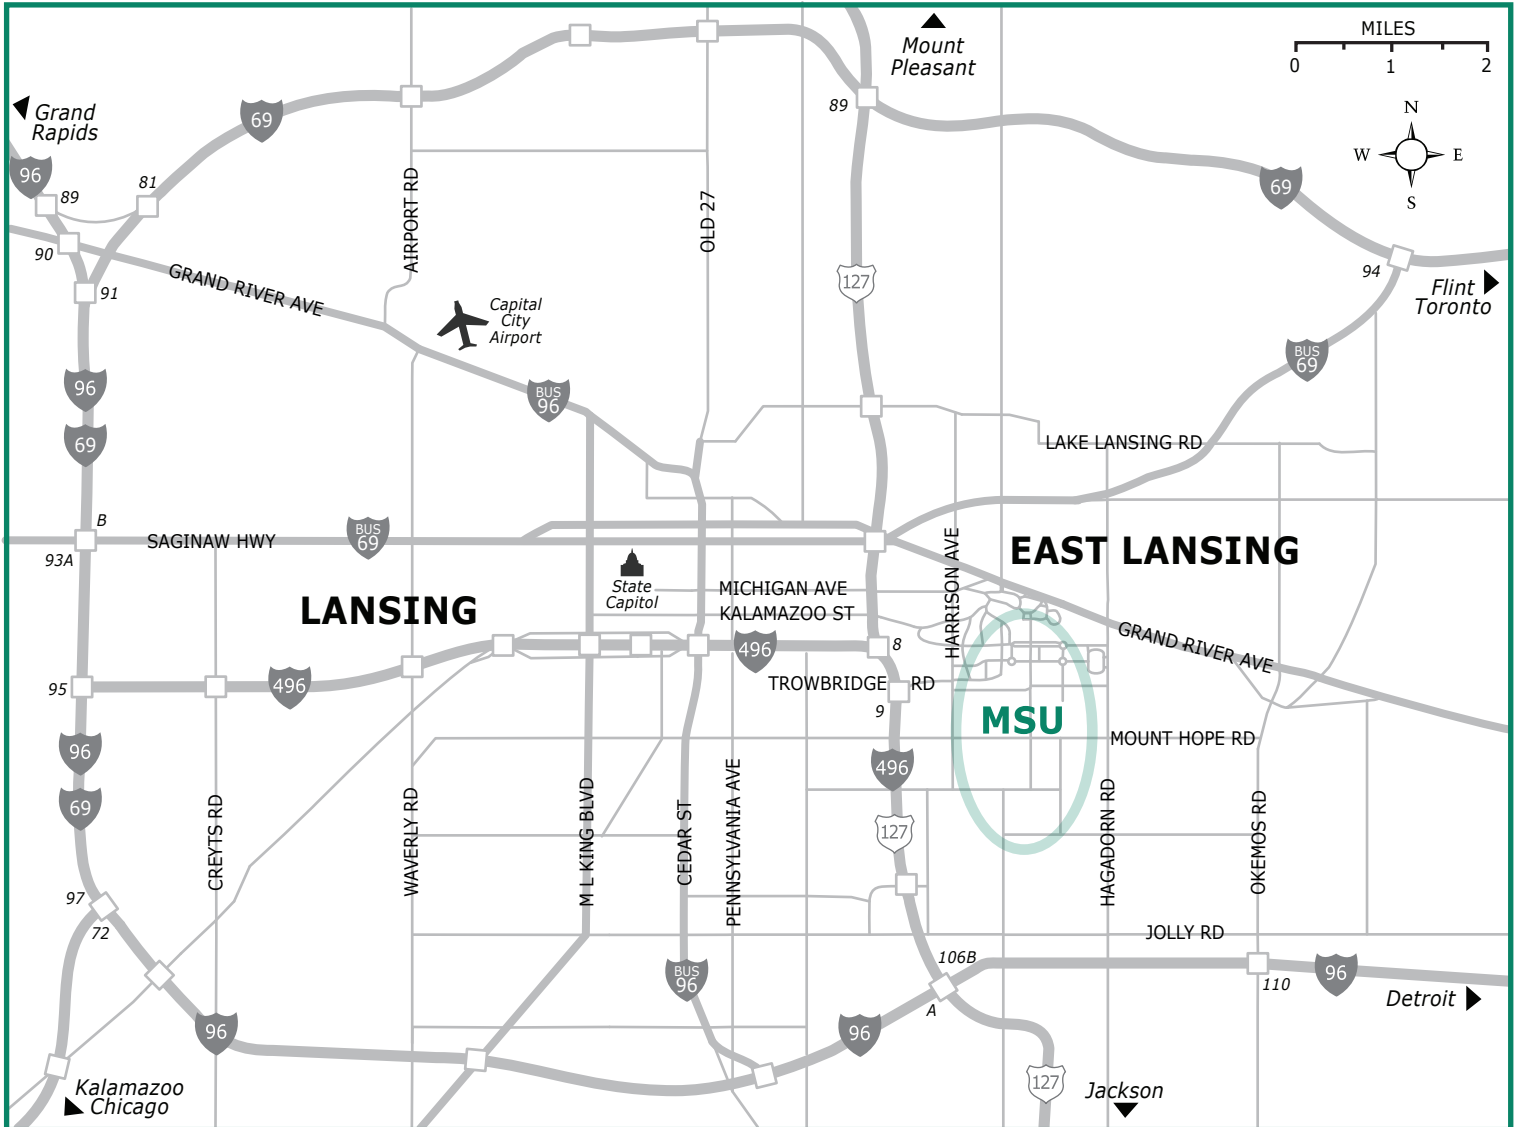 MILES
0 1 2
Mount
Pleasant
89
N
W E
S
Grand
Rapids
69
96
89
81
90
91
AIRPORT RD
OLD 27
GRAND RIVER AVE
127
69
94
Flint
Toronto
Capital
City
Airport
BUS
69
96
BUS
96
69
LAKE LANSING RD
B
93A
SAGINAW HWY
BUS
69
State
Capitol
MICHIGAN AVE
KALAMAZOO ST
HARRISON AVE
EAST LANSING
LANSING
GRAND RIVER AVE
496
8
95
496
TROWBRIDGE RD
9
MSU
MOUNT HOPE RD
96
496
69
127
CREYTS RD
WAVERLY RD
M L KING BLVD
CEDAR ST
PENNSYLVANIA AVE
HAGADORN RD
OKEMOS RD
97
72
JOLLY RD
106B
A
BUS
96
96
110
Detroit
96
96
127
Kalamazoo
Chicago
Jackson